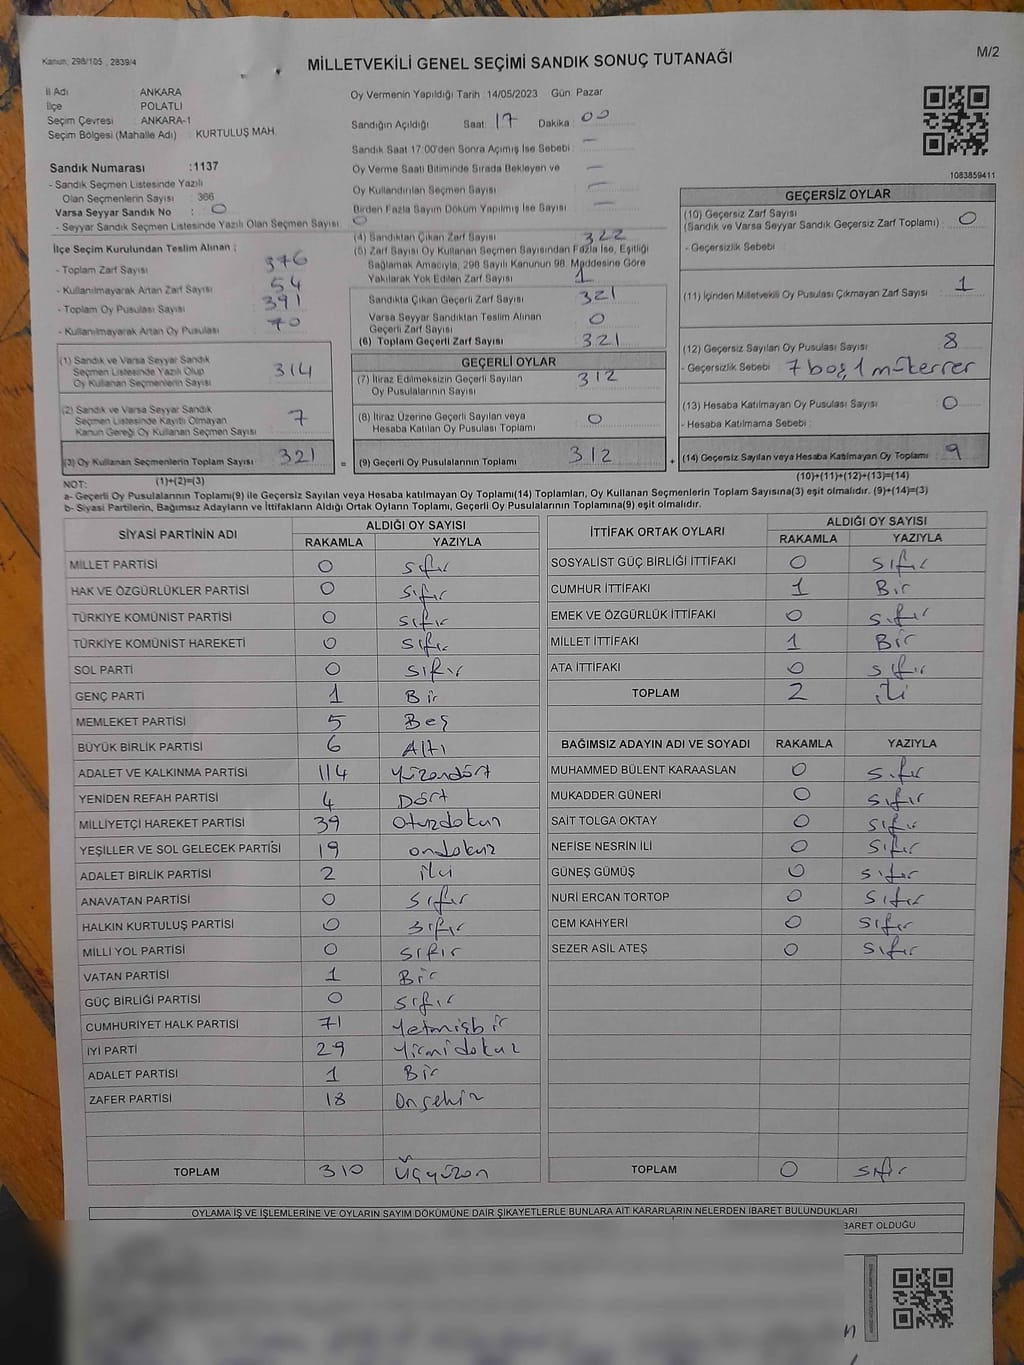 Kanun, 298/105 , 2839/4
M/2
MİLLETVEKİLİ GENEL SEÇİMİ SANDIK SONUÇ TUTANAĞI
İl Adı : ANKARA
İlçe : POLATLI
Seçim Çevresi : ANKARA-1
Seçim Bölgesi (Mahalle Adı) : KURTULUŞ MAH.
Sandık Numarası :1137
- Sandık Seçmen Listesinde Yazılı
Olan Seçmenlerin Sayısı : 366
Varsa Seyyar Sandık No : 0
- Seyyar Sandık Seçmen Listesinde Yazılı Olan Seçmen Sayısı : 0
Oy Vermenin Yapıldığı Tarih :14/05/2023 Gün: Pazar
Sandığın Açıldığı Saat: 17 Dakika: 00
Sandık Saat 17:00'den Sonra Açımış İse Sebebi : —
Oy Verme Saati Bitiminde Sırada Bekleyen ve —
Oy Kullandırılan Seçmen Sayısı : —
Birden Fazla Sayım Döküm Yapılmış İse Sayısı : —
1083859411
İlçe Seçim Kurulundan Teslim Alınan ;
- Toplam Zarf Sayısı : 376
- Kullanılmayarak Artan Zarf Sayısı : 54
- Toplam Oy Pusulası Sayısı : 391
- Kullanılmayarak Artan Oy Pusulası : 70
(1) Sandık ve Varsa Seyyar Sandık
Seçmen Listesinde Yazılı Olup
Oy Kullanan Seçmenlerin Sayısı : 314
(2) Sandık ve Varsa Seyyar Sandık
Seçmen Listesinde Kayıtlı Olmayan
Kanun Gereği Oy Kullanan Seçmen Sayısı : 7
(3) Oy Kullanan Seçmenlerin Toplam Sayısı : 321
(4) Sandıktan Çıkan Zarf Sayısı : 322
(5) Zarf Sayısı Oy Kullanan Seçmen Sayısından Fazla İse, Eşitliği
Sağlamak Amacıyla, 298 Sayılı Kanunun 98. Maddesine Göre
Yakılarak Yok Edilen Zarf Sayısı : 1
Sandıkta Çıkan Geçerli Zarf Sayısı : 321
Varsa Seyyar Sandıktan Teslim Alınan
Geçerli Zarf Sayısı : 0
(6) Toplam Geçerli Zarf Sayısı : 321
GEÇERLİ OYLAR
(7) İtiraz Edilmeksizin Geçerli Sayılan
Oy Pusulalarının Sayısı : 312
(8) İtiraz Üzerine Geçerli Sayılan veya
Hesaba Katılan Oy Pusulası Toplamı : 0
= (9) Geçerli Oy Pusulalarının Toplamı : 312
GEÇERSİZ OYLAR
(10) Geçersiz Zarf Sayısı
(Sandık ve Varsa Seyyar Sandık Geçersiz Zarf Toplamı) : 0
- Geçersizlik Sebebi :
(11) İçinden Milletvekili Oy Pusulası Çıkmayan Zarf Sayısı : 1
(12) Geçersiz Sayılan Oy Pusulası Sayısı : 8
- Geçersizlik Sebebi : 7 boş, 1 mükerrer
(13) Hesaba Katılmayan Oy Pusulası Sayısı : 0
- Hesaba Katılmama Sebebi :
+ (14) Geçersiz Sayılan veya Hesaba Katılmayan Oy Toplamı : 9
NOT: (1)+(2)=(3)
(10)+(11)+(12)+(13)=(14)
a- Geçerli Oy Pusulalarının Toplamı(9) ile Geçersiz Sayılan veya Hesaba katılmayan Oy Toplamı(14) Toplamları, Oy Kullanan Seçmenlerin Toplam Sayısına(3) eşit olmalıdır. (9)+(14)=(3)
b- Siyasi Partilerin, Bağımsız Adayların ve İttifakların Aldığı Ortak Oyların Toplamı, Geçerli Oy Pusulalarının Toplamına(9) eşit olmalıdır.
SİYASİ PARTİNİN ADI ALDIĞI OY SAYISI
RAKAMLA YAZIYLA
MİLLET PARTİSİ 0 sıfır
HAK VE ÖZGÜRLÜKLER PARTİSİ 0 sıfır
TÜRKİYE KOMÜNİST PARTİSİ 0 sıfır
TÜRKİYE KOMÜNİST HAREKETİ 0 sıfır
SOL PARTİ 0 sıfır
GENÇ PARTİ 1 Bir
MEMLEKET PARTİSİ 5 Beş
BÜYÜK BİRLİK PARTİSİ 6 Altı
ADALET VE KALKINMA PARTİSİ 114 Yüzondört
YENİDEN REFAH PARTİSİ 4 Dört
MİLLİYETÇİ HAREKET PARTİSİ 39 Otuzdokuz
YEŞİLLER VE SOL GELECEK PARTİSİ 19 ondokuz
ADALET BİRLİK PARTİSİ 2 iki
ANAVATAN PARTİSİ 0 sıfır
HALKIN KURTULUŞ PARTİSİ 0 sıfır
MİLLİ YOL PARTİSİ 0 sıfır
VATAN PARTİSİ 1 Bir
GÜÇ BİRLİĞİ PARTİSİ 0 sıfır
CUMHURİYET HALK PARTİSİ 71 Yetmişbir
İYİ PARTİ 29 Yirmidokuz
ADALET PARTİSİ 1 Bir
ZAFER PARTİSİ 18 Onsekiz
TOPLAM 310 Üçyüzon
İTTİFAK ORTAK OYLARI ALDIĞI OY SAYISI
RAKAMLA YAZIYLA
SOSYALİST GÜÇ BİRLİĞİ İTTİFAKI 0 sıfır
CUMHUR İTTİFAKI 1 Bir
EMEK VE ÖZGÜRLÜK İTTİFAKI 0 sıfır
MİLLET İTTİFAKI 1 Bir
ATA İTTİFAKI 0 sıfır
TOPLAM 2 iki
BAĞIMSIZ ADAYIN ADI VE SOYADI RAKAMLA YAZIYLA
MUHAMMED BÜLENT KARAASLAN 0 sıfır
MUKADDER GÜNERİ 0 sıfır
SAİT TOLGA OKTAY 0 sıfır
NEFİSE NESRİN İLİ 0 sıfır
GÜNEŞ GÜMÜŞ 0 sıfır
NURİ ERCAN TORTOP 0 sıfır
CEM KAHYERİ 0 sıfır
SEZER ASİL ATEŞ 0 sıfır
TOPLAM 0 sıfır
OYLAMA İŞ VE İŞLEMLERİNE VE OYLARIN SAYIM DÖKÜMÜNE DAİR ŞİKAYETLERLE BUNLARA AİT KARARLARIN NELERDEN İBARET BULUNDUKLARI
BARET OLDUĞU